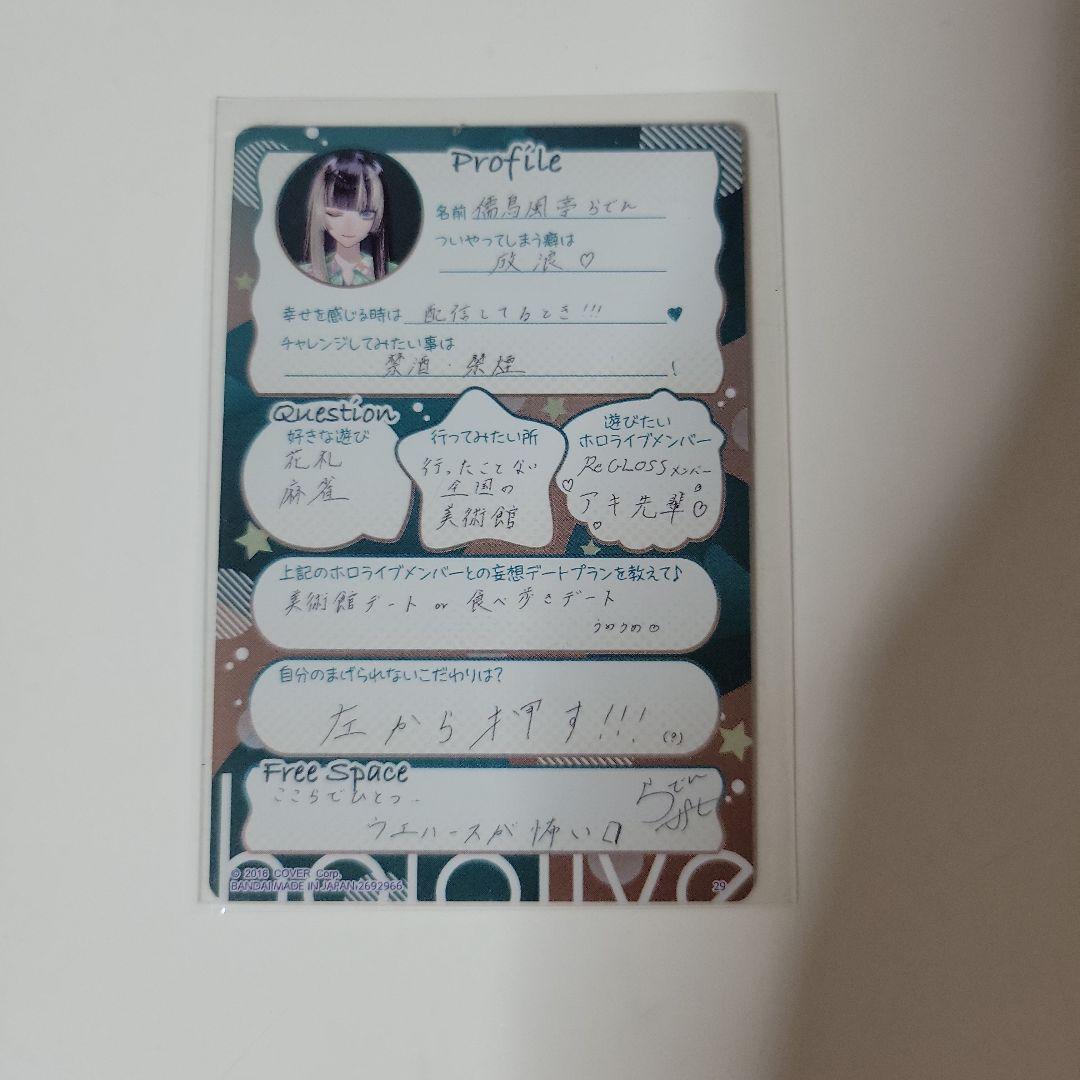 Profile
名前 儒烏風亭らでん
ついやってしまう癖は
放浪♡
幸せを感じる時は 配信してるとき!!!
チャレンジしてみたい事は
禁酒・禁煙 !
Question
好きな遊び
花札
麻雀
行ってみたい所
行ったことない
全国の
美術館
遊びたい
ホロライブメンバー
ReGLOSSメンバー
アキ先輩♡
上記のホロライブメンバーとの妄想デートプランを教えて♪
美術館デート or 食べ歩きデート
自分のまげられないこだわりは?
左から押す!!!
Free Space
ここらでひとつ..
ウエハースが怖い
らでん
hololive
© 2016 COVER Corp.
BANDAI MADE IN JAPAN 2692966
29